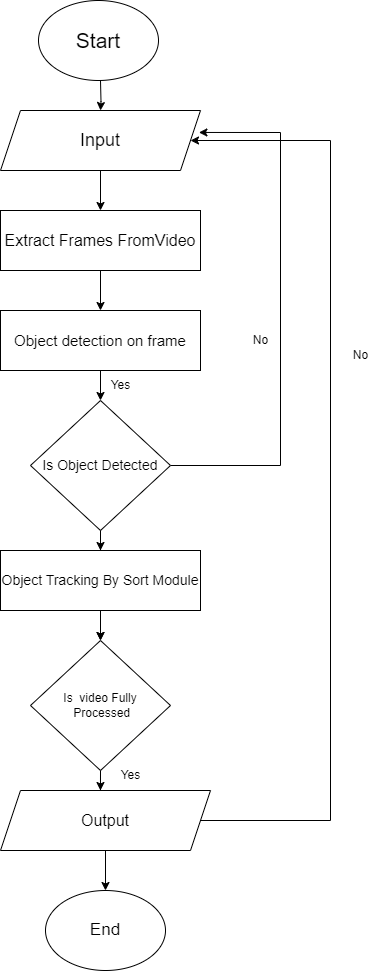 Start
Input
Extract Frames FromVideo
Object detection on frame
No
No
Yes
Is Object Detected
Object Tracking By Sort Module
Is video Fully
Processed
Yes
Output
End